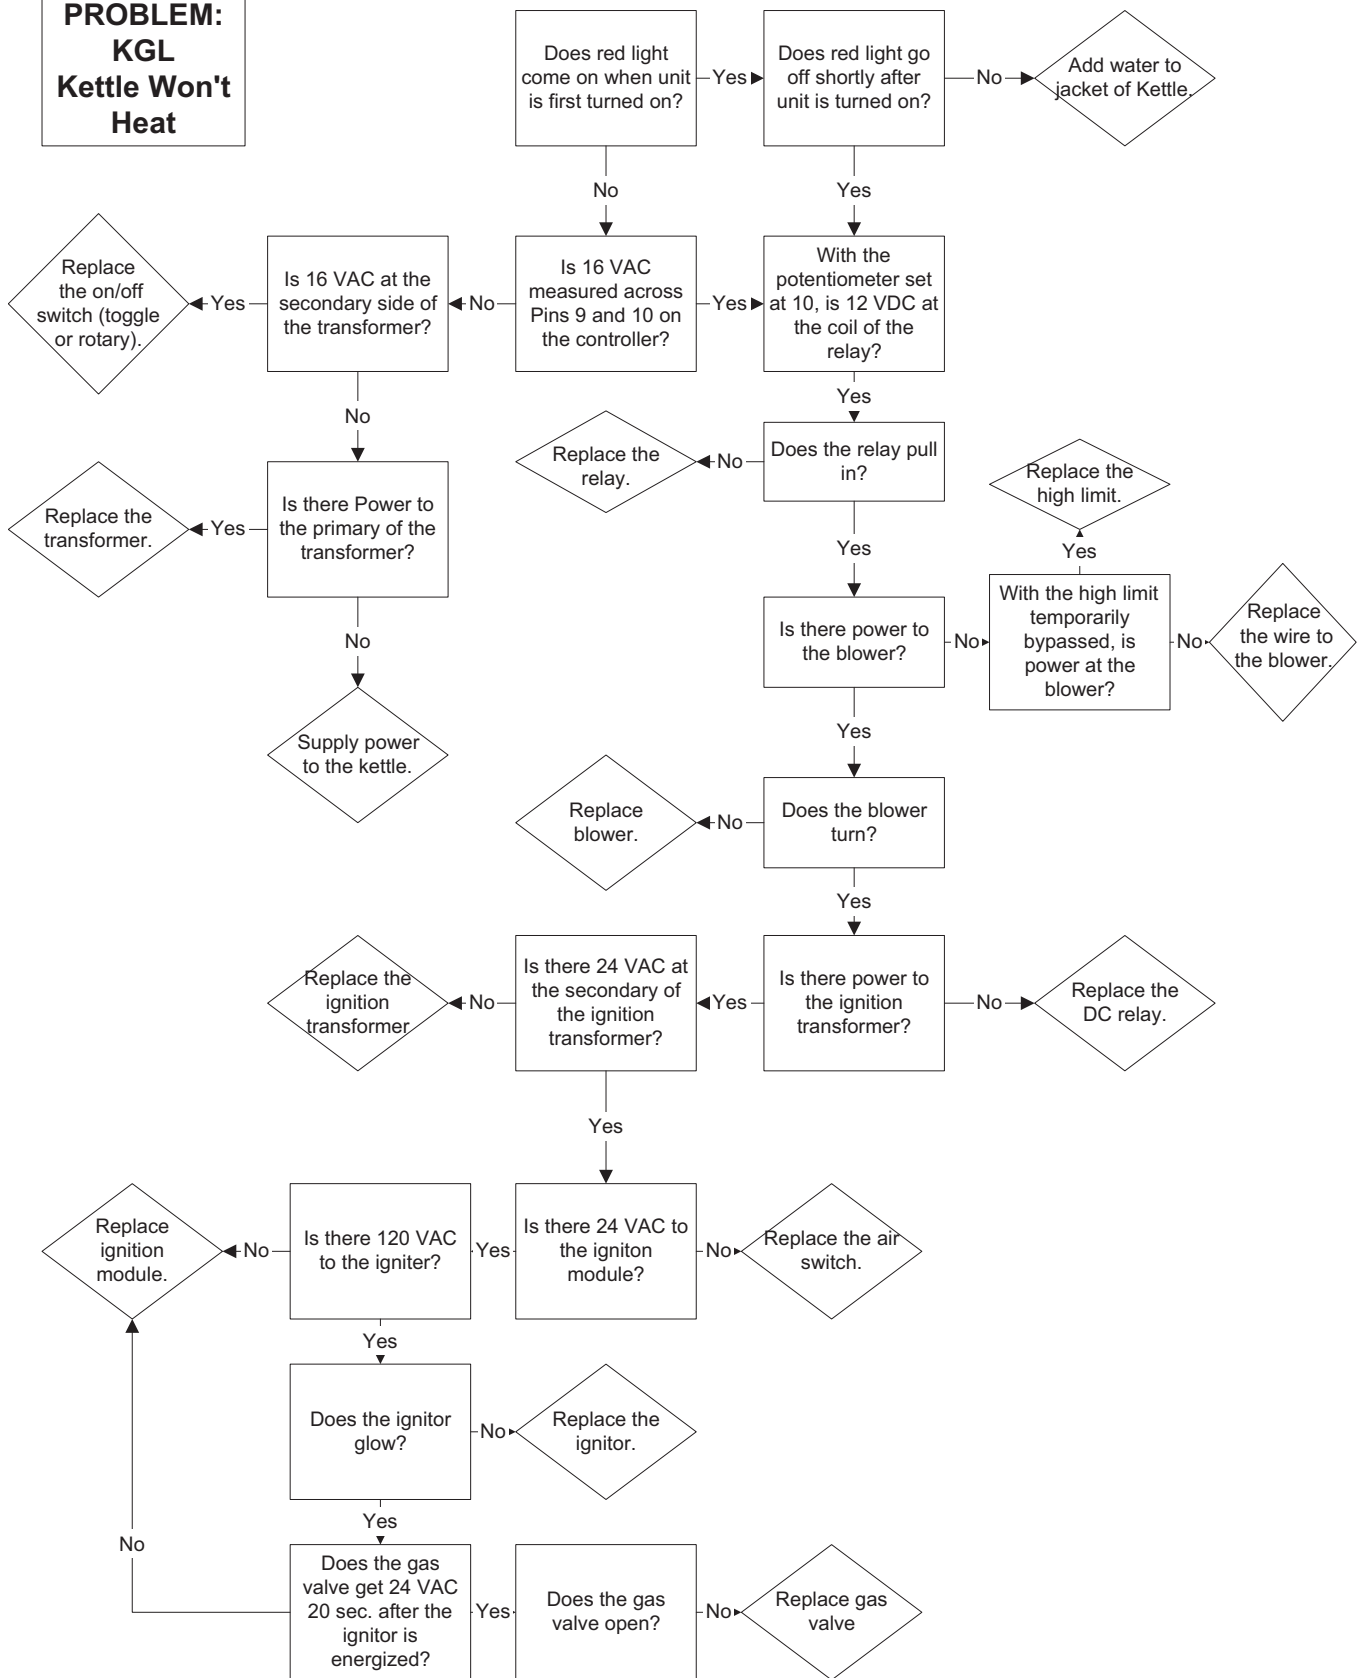 PROBLEM:
KGL
Kettle Won't
Heat
Does red light
come on when unit
is first turned on?
Yes
Does red light go
off shortly after
unit is turned on?
No
Add water to
jacket of Kettle.
No
Yes
Replace
the on/off
switch (toggle
or rotary).
Yes
Is 16 VAC at the
secondary side of
the transformer?
No
Is 16 VAC
measured across
Pins 9 and 10 on
the controller?
Yes
With the
potentiometer set
at 10, is 12 VDC at
the coil of the
relay?
No
Yes
Replace the
relay.
No
Does the relay pull
in?
Replace the
high limit.
Replace the
transformer.
Yes
Is there Power to
the primary of the
transformer?
Yes
Yes
No
Is there power to
the blower?
No
With the high limit
temporarily
bypassed, is
power at the
blower?
No
Replace
the wire to
the blower.
Supply power
to the kettle.
Yes
Replace
blower.
No
Does the blower
turn?
Yes
Replace the
ignition
transformer
No
Is there 24 VAC at
the secondary of
the ignition
transformer?
Yes
Is there power to
the ignition
transformer?
No
Replace the
DC relay.
Yes
Replace
ignition
module.
No
Is there 120 VAC
to the igniter?
Yes
Is there 24 VAC to
the igniton
module?
No
Replace the air
switch.
Yes
Does the ignitor
glow?
No
Replace the
ignitor.
Yes
No
Does the gas
valve get 24 VAC
20 sec. after the
ignitor is
energized?
Yes
Does the gas
valve open?
No
Replace gas
valve